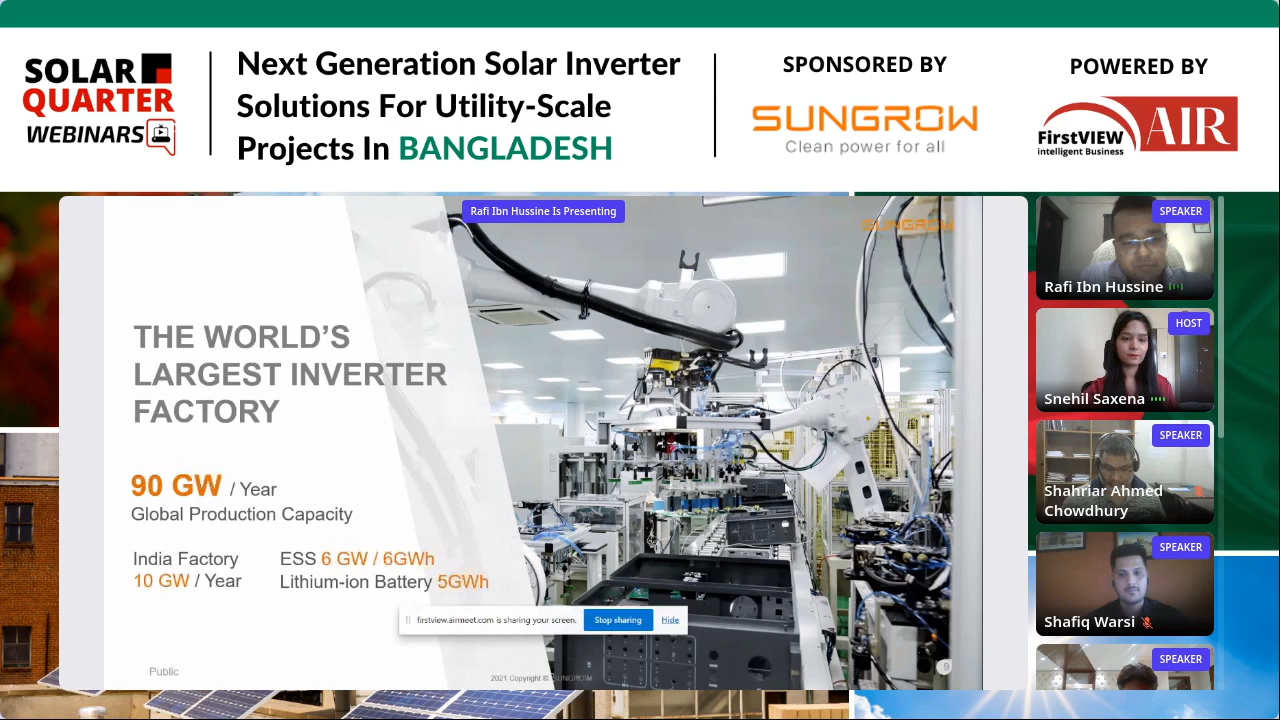 SOLAR
QUARTER
WEBINARS
Next Generation Solar Inverter
Solutions For Utility-Scale
Projects In BANGLADESH
SPONSORED BY
SUNGROW
Clean power for all
POWERED BY
FirstVIEW
intelligent Business
AIR
Rafi Ibn Hussine Is Presenting
SUNGROW
THE WORLD'S
LARGEST INVERTER
FACTORY
90 GW / Year
Global Production Capacity
India Factory
10 GW / Year
ESS 6 GW / 6GWh
Lithium-ion Battery 5GWh
firstview.airmeet.com is sharing your screen.
Stop sharing
Hide
Public
2021 Copyright © SUNGROW
9
SPEAKER
Rafi Ibn Hussine
HOST
Snehil Saxena
SPEAKER
Shahriar Ahmed
Chowdhury
SPEAKER
Shafiq Warsi
SPEAKER